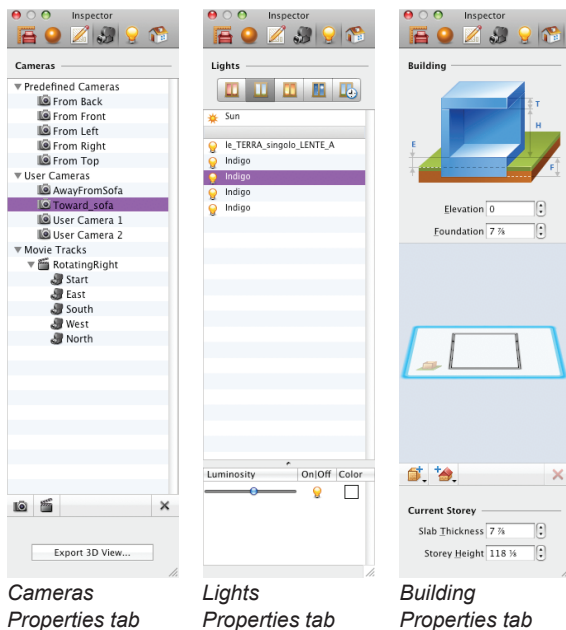 Inspector
Cameras
Predefined Cameras
From Back
From Front
From Left
From Right
From Top
User Cameras
AwayFromSofa
Toward_sofa
User Camera 1
User Camera 2
Movie Tracks
RotatingRight
Start
East
South
West
North
Export 3D View...
Cameras
Properties tab
Inspector
Lights
Sun
le_TERRA_singolo_LENTE_A
Indigo
Indigo
Indigo
Indigo
Luminosity On|Off Color
Lights
Properties tab
Inspector
Building
T
H
E
F
Elevation 0
Foundation 7 ⅞
Current Storey
Slab Thickness 7 ⅞
Storey Height 118 ⅛
Building
Properties tab